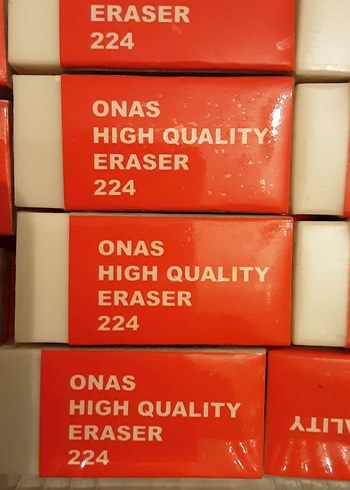 ERASER
224
ONAS
HIGH QUALITY
ERASER
224
ONAS
HIGH QUALITY
ERASER
224
ONAS
HIGH QUALITY
ERASER
224